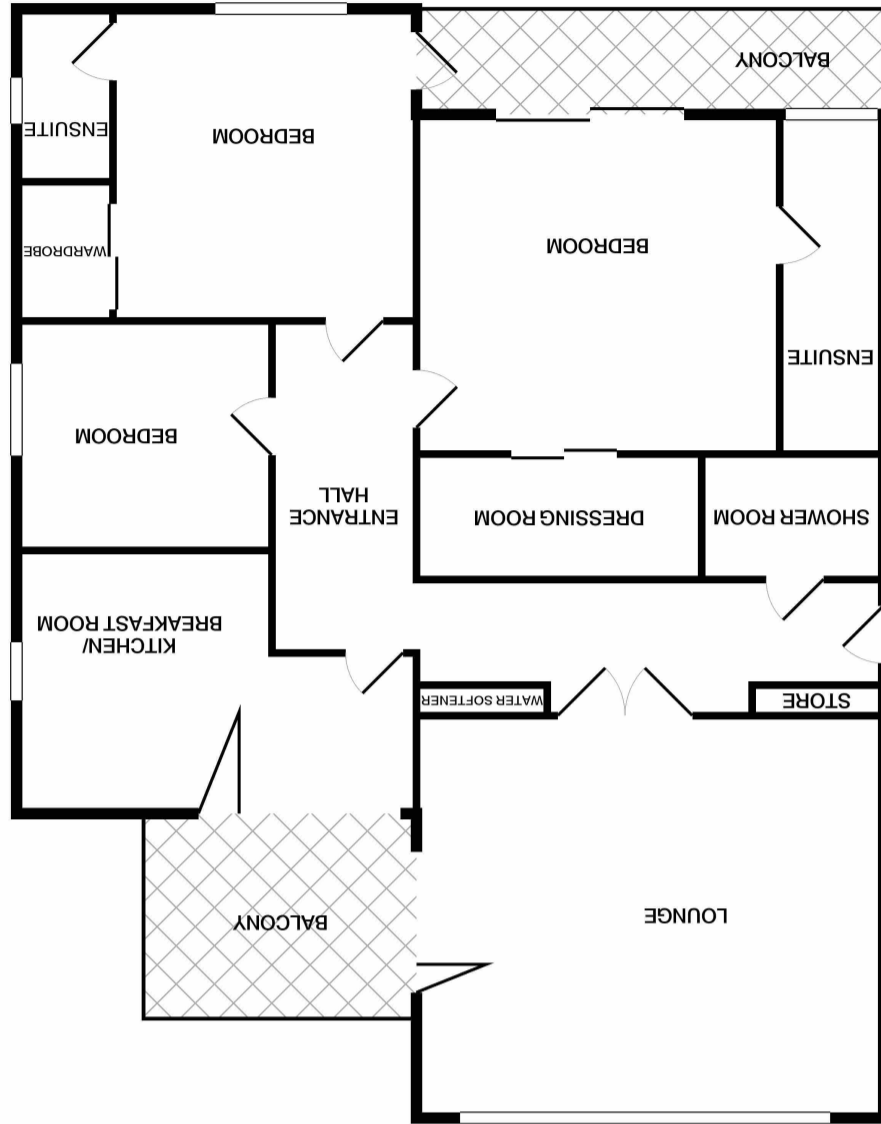 LOUNGE
BALCONY
STORE
WATER SOFTENER
KITCHEN/
BREAKFAST ROOM
SHOWER ROOM
DRESSING ROOM
ENTRANCE
HALL
BEDROOM
ENSUITE
BEDROOM
WARDROBE
BEDROOM
ENSUITE
BALCONY